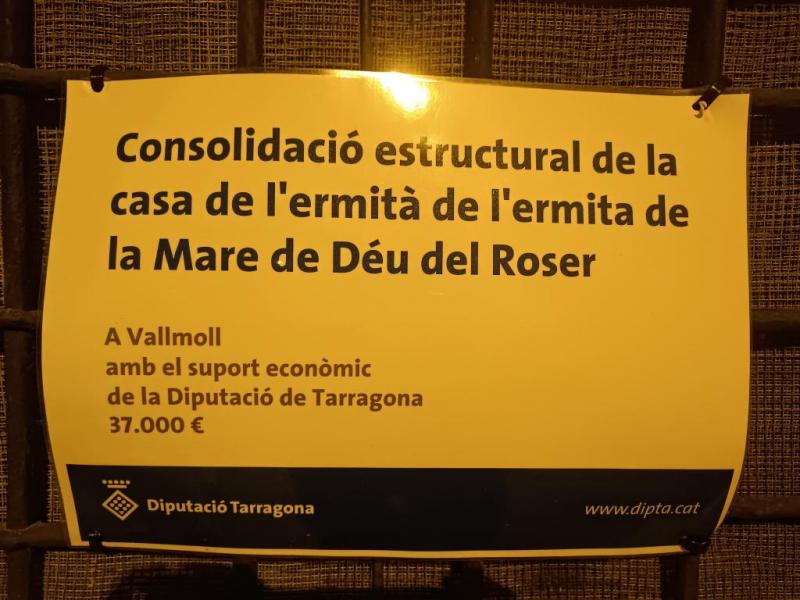 Consolidació estructural de la
casa de l'ermità de l'ermita de
la Mare de Déu del Roser
A Vallmoll
amb el suport econòmic
de la Diputació de Tarragona
37.000 €
Diputació Tarragona
www.dipta.cat